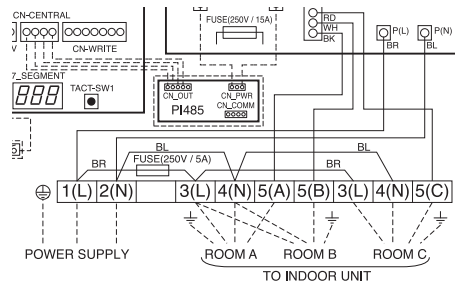 CN-CENTRAL
FUSE(250V / 15A)
RD
WH
BK
P(L)
P(N)
BR
BL
CN-WRITE
7_SEGMENT
TACT-SW1
CN_OUT
CN_PWR
CN_COMM
PI485
BL
BL
BR
FUSE(250V / 5A)
BR
1(L) 2(N) 3(L) 4(N) 5(A) 5(B) 3(L) 4(N) 5(C)
POWER SUPPLY
ROOM A
ROOM B
ROOM C
TO INDOOR UNIT